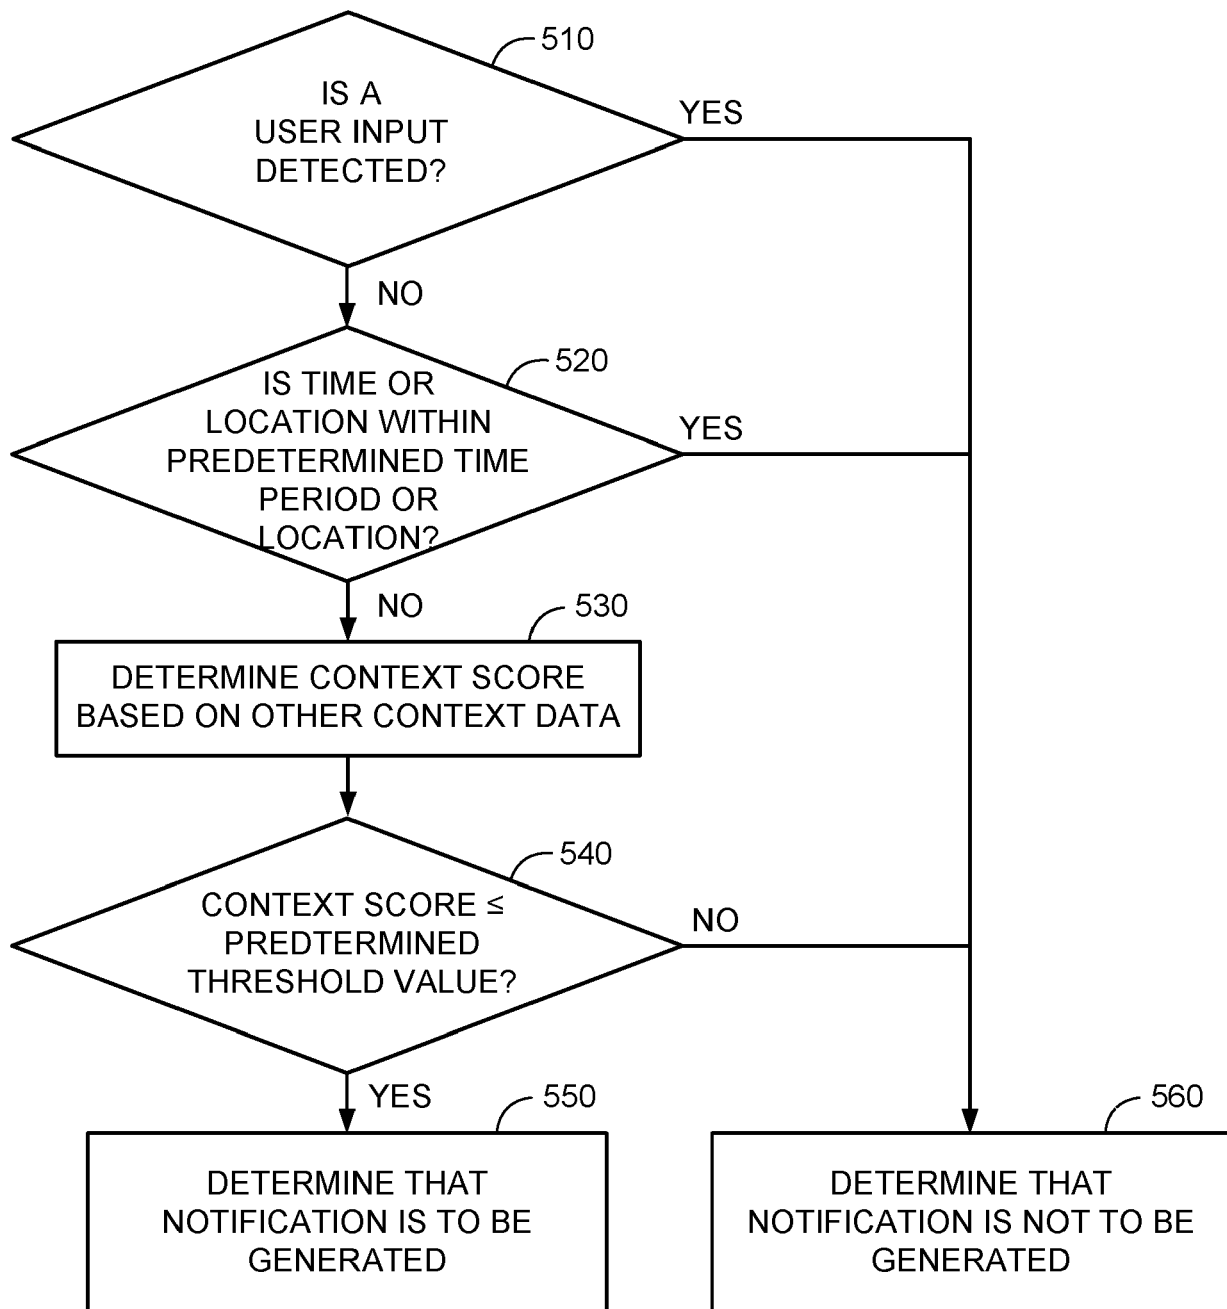 510
IS A
USER INPUT
DETECTED?
YES
NO
520
IS TIME OR
LOCATION WITHIN
PREDETERMINED TIME
PERIOD OR
LOCATION?
YES
NO
530
DETERMINE CONTEXT SCORE
BASED ON OTHER CONTEXT DATA
540
CONTEXT SCORE ≤
PREDTERMINED
THRESHOLD VALUE?
NO
YES
550
DETERMINE THAT
NOTIFICATION IS TO BE
GENERATED
560
DETERMINE THAT
NOTIFICATION IS NOT TO BE
GENERATED